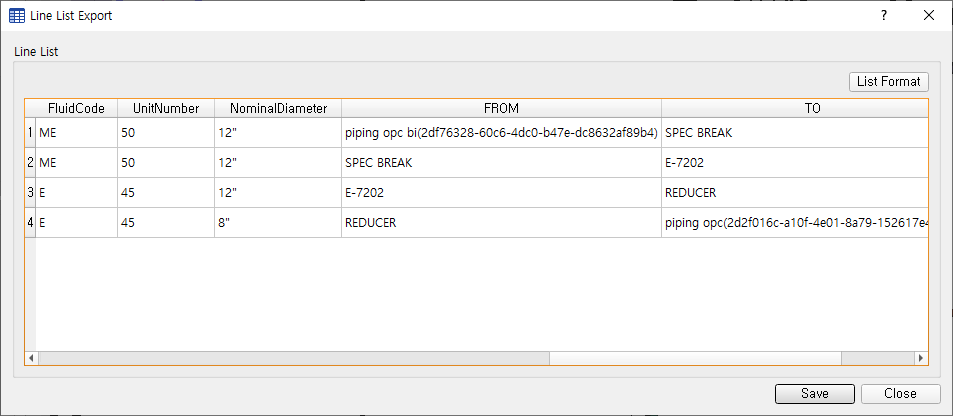 Line List Export
Line List
List Format
FluidCode UnitNumber NominalDiameter FROM TO
1 ME 50 12" piping opc bi(2df76328-60c6-4dc0-b47e-dc8632af89b4) SPEC BREAK
2 ME 50 12" SPEC BREAK E-7202
3 E 45 12" E-7202 REDUCER
4 E 45 8" REDUCER piping opc(2d2f016c-a10f-4e01-8a79-152617e4
Save Close